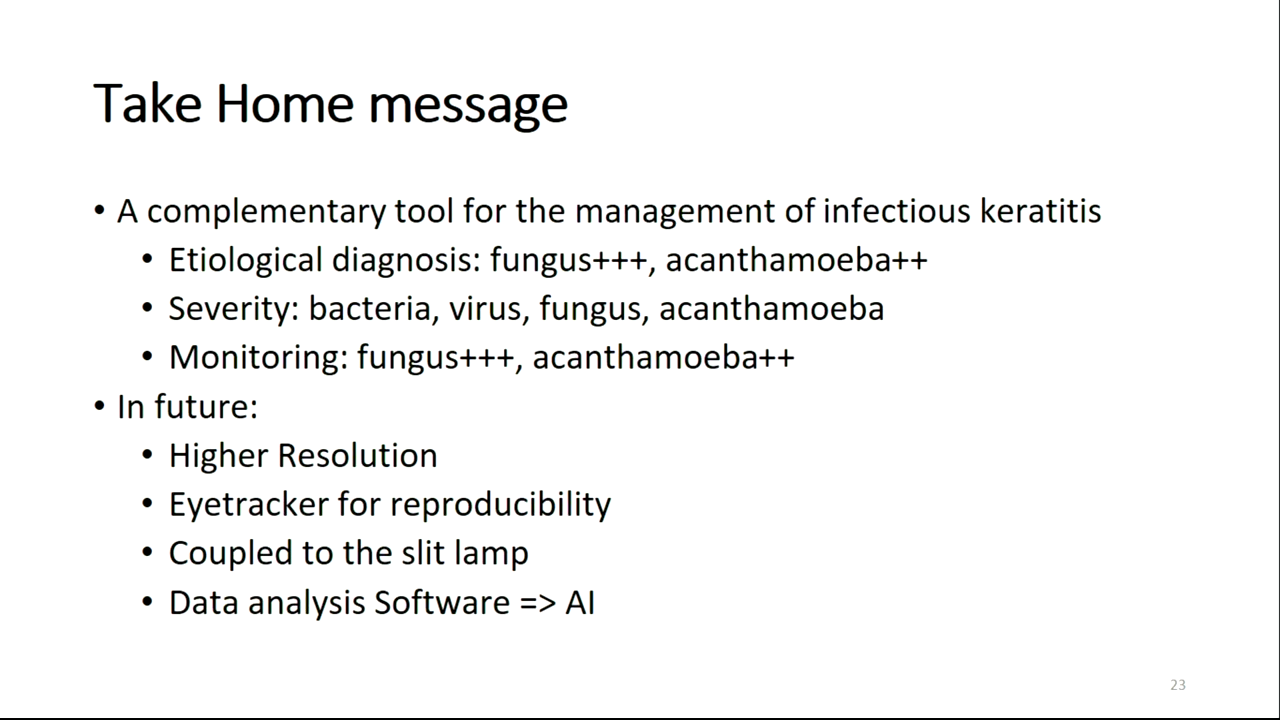 Take Home message
• A complementary tool for the management of infectious keratitis
• Etiological diagnosis: fungus+++, acanthamoeba++
• Severity: bacteria, virus, fungus, acanthamoeba
• Monitoring: fungus+++, acanthamoeba++
• In future:
• Higher Resolution
• Eyetracker for reproducibility
• Coupled to the slit lamp
• Data analysis Software => AI
23